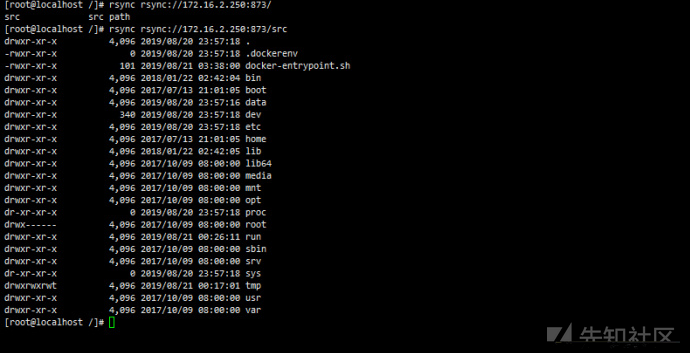 [root@localhost /]# rsync rsync://172.16.2.250:873/
src            src path
[root@localhost /]# rsync rsync://172.16.2.250:873/src
drwxr-xr-x          4,096 2019/08/20 23:57:18 .
-rwxr-xr-x              0 2019/08/20 23:57:18 .dockerenv
-rwxr-xr-x            101 2019/08/21 03:38:00 docker-entrypoint.sh
drwxr-xr-x          4,096 2018/01/22 02:42:04 bin
drwxr-xr-x          4,096 2017/07/13 21:01:05 boot
drwxr-xr-x          4,096 2019/08/20 23:57:16 data
drwxr-xr-x            340 2019/08/20 23:57:18 dev
drwxr-xr-x          4,096 2019/08/20 23:57:18 etc
drwxr-xr-x          4,096 2017/07/13 21:01:05 home
drwxr-xr-x          4,096 2018/01/22 02:42:05 lib
drwxr-xr-x          4,096 2017/10/09 08:00:00 lib64
drwxr-xr-x          4,096 2017/10/09 08:00:00 media
drwxr-xr-x          4,096 2017/10/09 08:00:00 mnt
drwxr-xr-x          4,096 2017/10/09 08:00:00 opt
dr-xr-xr-x              0 2019/08/20 23:57:18 proc
drwx------          4,096 2017/10/09 08:00:00 root
drwxr-xr-x          4,096 2019/08/21 00:26:11 run
drwxr-xr-x          4,096 2017/10/09 08:00:00 sbin
drwxr-xr-x          4,096 2017/10/09 08:00:00 srv
dr-xr-xr-x              0 2019/08/20 23:57:18 sys
drwxrwxrwt          4,096 2019/08/21 00:17:01 tmp
drwxr-xr-x          4,096 2017/10/09 08:00:00 usr
drwxr-xr-x          4,096 2017/10/09 08:00:00 var
[root@localhost /]#
先知社区